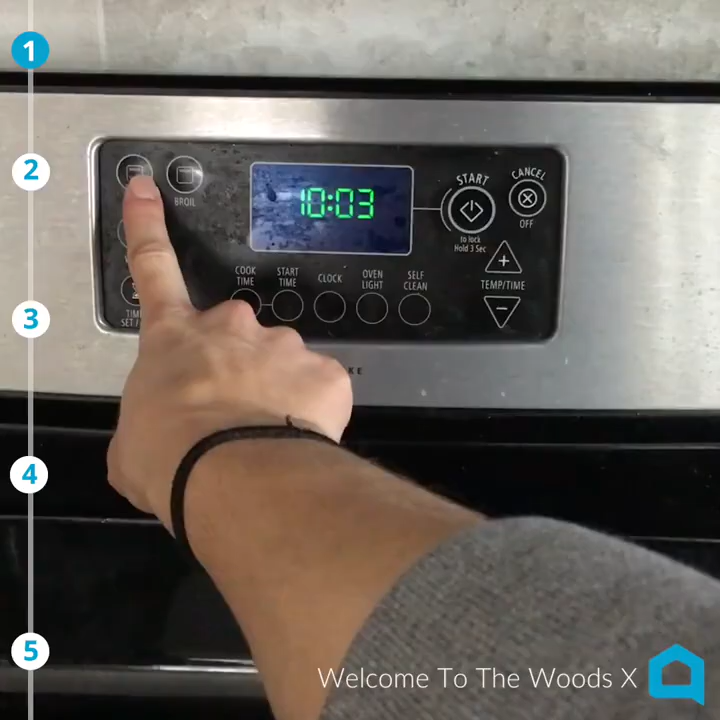 1
2
3
4
5
BROIL
10:03
START
to lock
Hold 3 Sec
CANCEL
OFF
COOK
TIME
START
TIME
CLOCK
OVEN
LIGHT
SELF
CLEAN
TEMP/TIME
Welcome To The Woods X